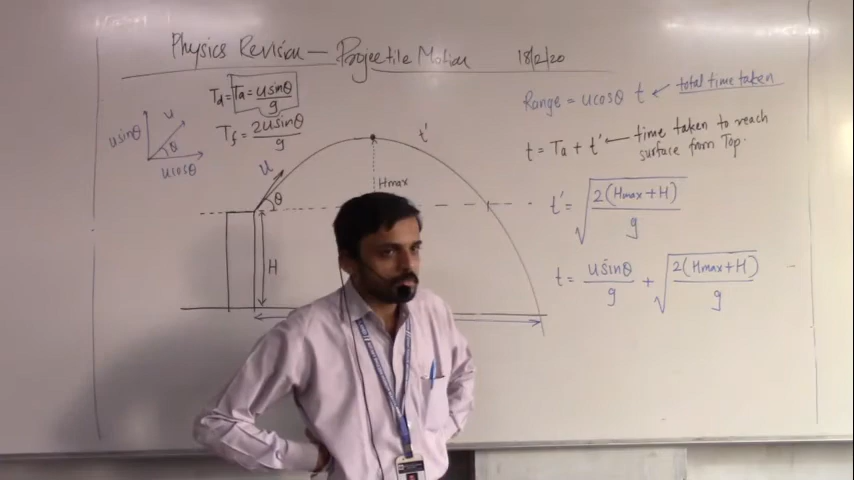 Physics Revision — Projectile Motion 18/2/20
Td = Ta = usinθ/g
Tf = 2usinθ/g
usinθ
u
θ
ucosθ
u
θ
t'
Hmax
H
Range = ucosθ t ← total time taken
t = Ta + t' ← time taken to reach
surface from Top.
t' = √(2(Hmax+H)/g)
t = usinθ/g + √(2(Hmax+H)/g)